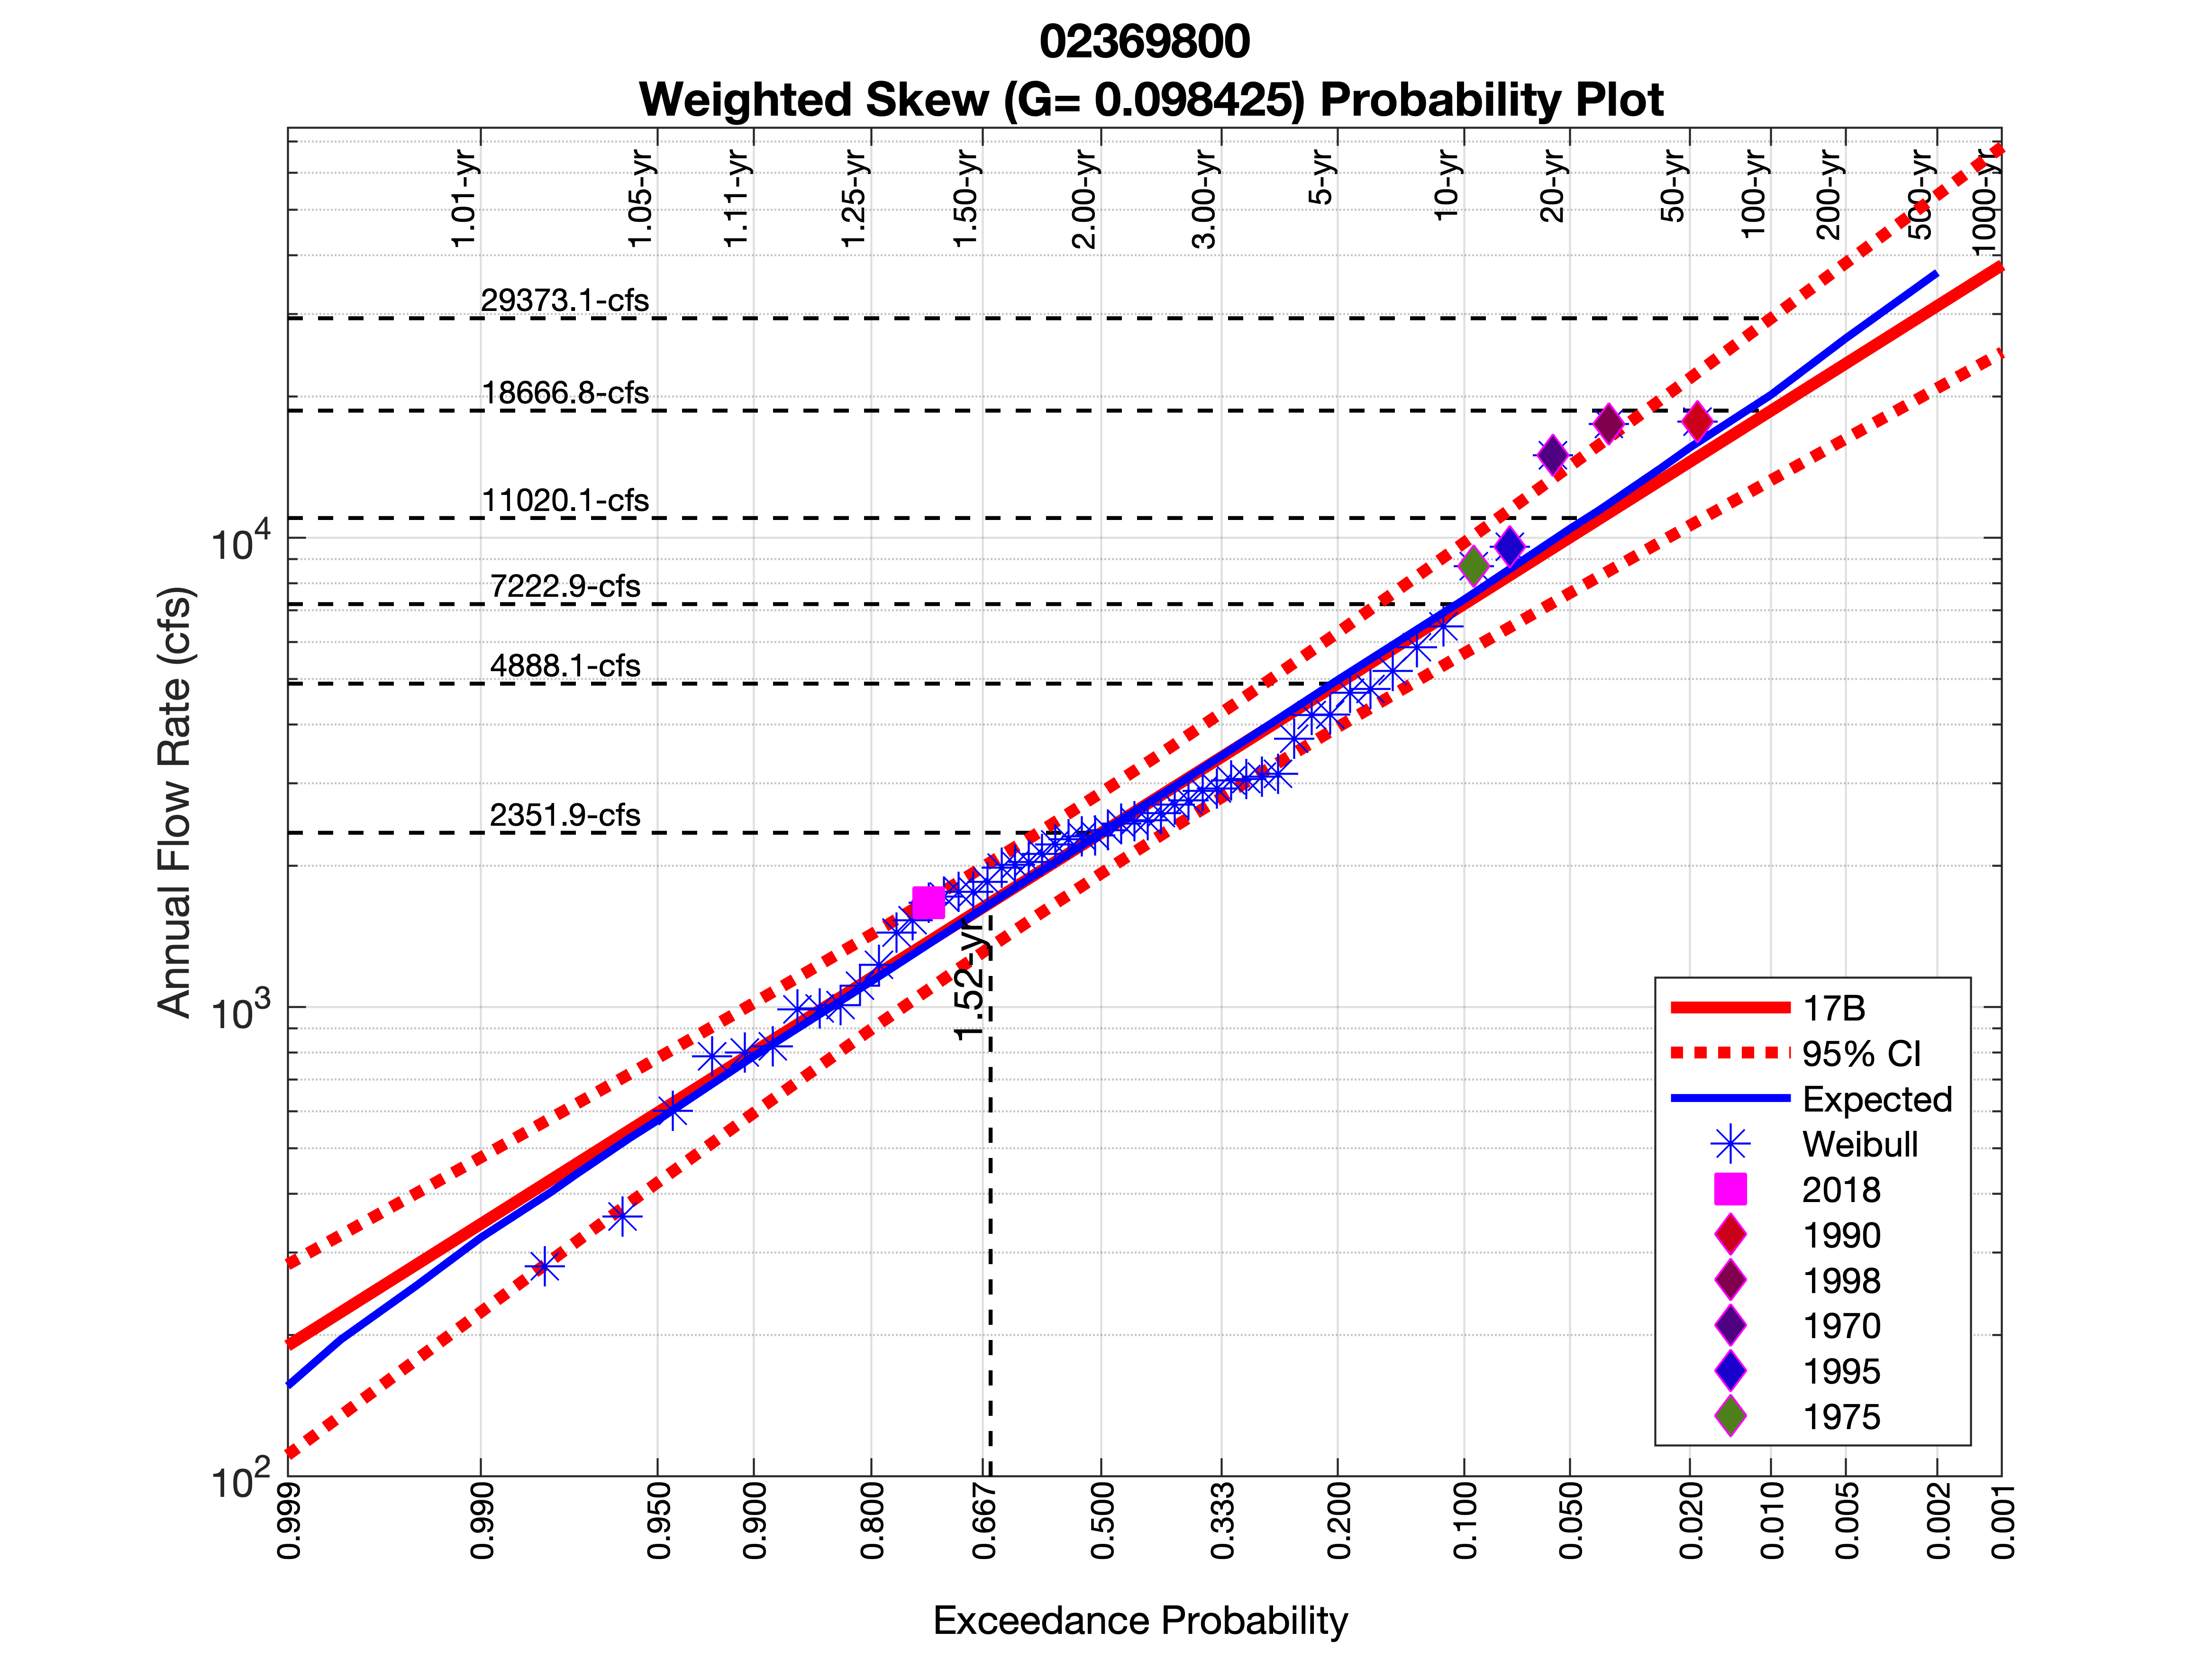 02369800
Weighted Skew (G= 0.098425) Probability Plot
1.01-yr
1.05-yr
1.11-yr
1.25-yr
1.50-yr
2.00-yr
3.00-yr
5-yr
10-yr
20-yr
50-yr
100-yr
200-yr
500-yr
1000-yr
29373.1-cfs
18666.8-cfs
11020.1-cfs
7222.9-cfs
4888.1-cfs
2351.9-cfs
1.52-yr
Annual Flow Rate (cfs)
10^4
10^3
10^2
17B
95% CI
Expected
Weibull
2018
1990
1998
1970
1995
1975
0.999
0.990
0.950
0.900
0.800
0.667
0.500
0.333
0.200
0.100
0.050
0.020
0.010
0.005
0.002
0.001
Exceedance Probability